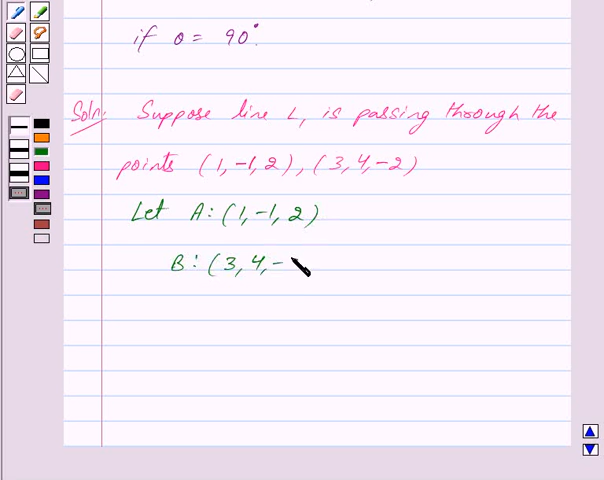 if θ = 90°.
Soln: Suppose line L, is passing through the
points (1, -1, 2), (3, 4, -2)
Let A: (1, -1, 2)
B: (3, 4, -